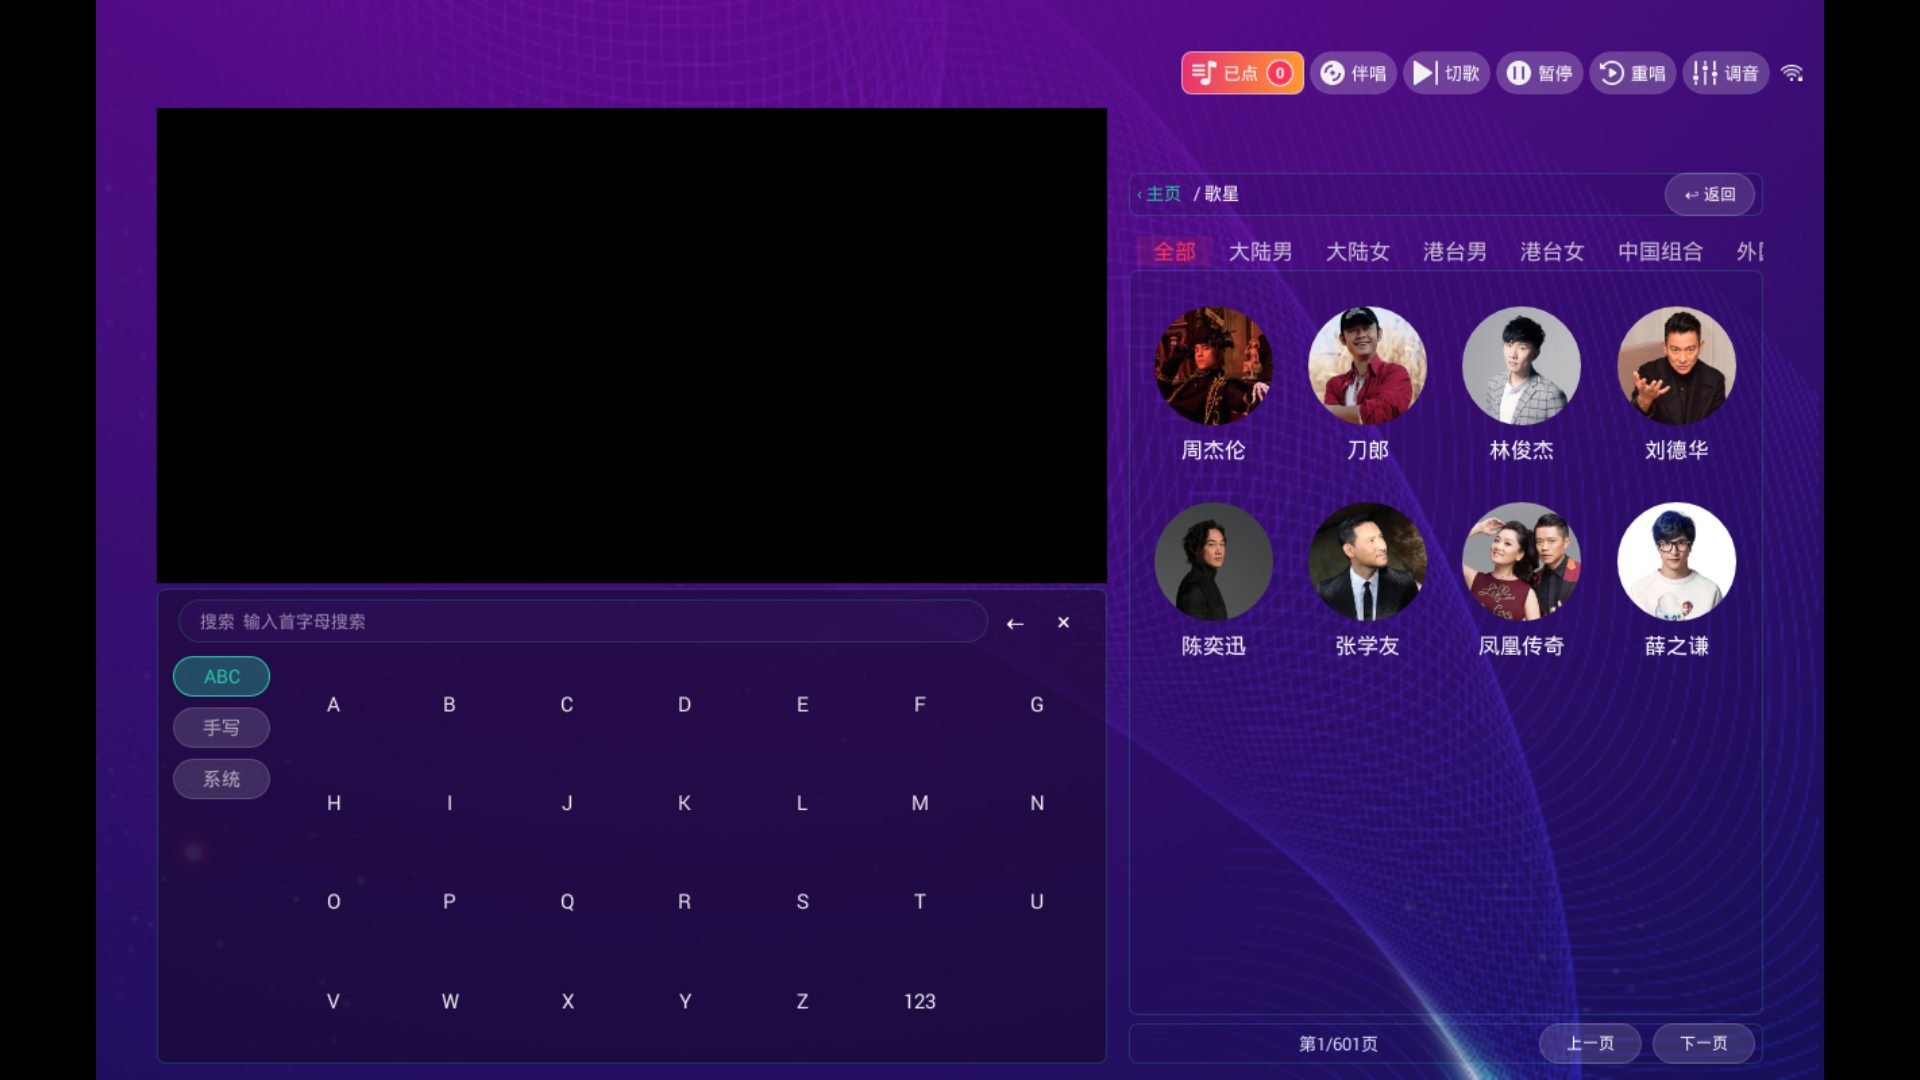 已点 0 伴唱 切歌 暂停 重唱 调音
‹主页 / 歌星 返回
全部 大陆男 大陆女 港台男 港台女 中国组合
周杰伦 刀郎 林俊杰 刘德华
陈奕迅 张学友 凤凰传奇 薛之谦
搜索 输入首字母搜索
ABC
手写
系统
A B C D E F G
H I J K L M N
O P Q R S T U
V W X Y Z 123
第1/601页 上一页 下一页